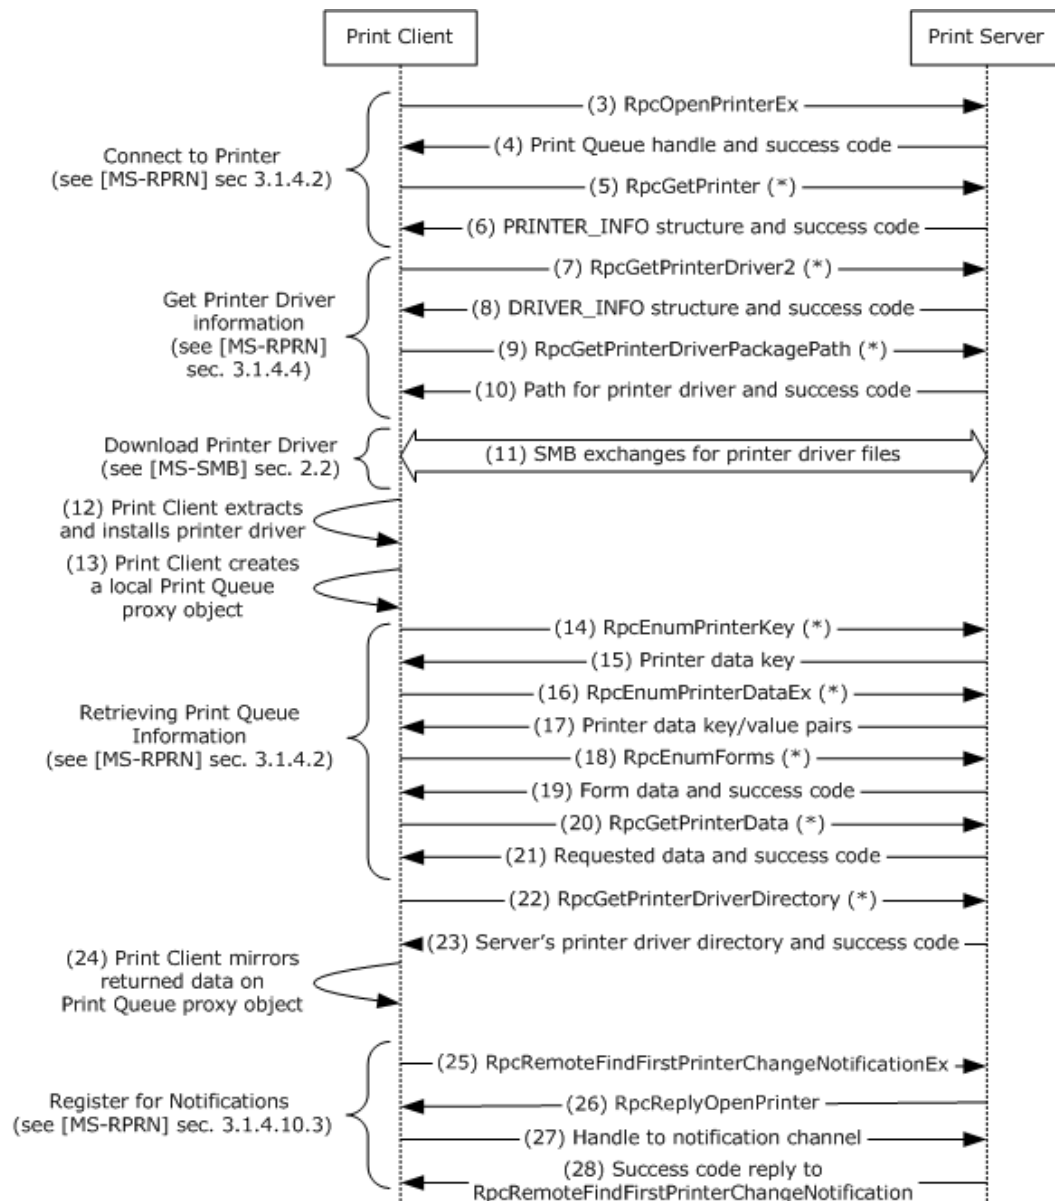 Print Client
Print Server
(3) RpcOpenPrinterEx
(4) Print Queue handle and success code
Connect to Printer
(see [MS-RPRN] sec 3.1.4.2)
(5) RpcGetPrinter (*)
(6) PRINTER_INFO structure and success code
(7) RpcGetPrinterDriver2 (*)
Get Printer Driver
information
(see [MS-RPRN]
sec. 3.1.4.4)
(8) DRIVER_INFO structure and success code
(9) RpcGetPrinterDriverPackagePath (*)
(10) Path for printer driver and success code
Download Printer Driver
(see [MS-SMB] sec. 2.2)
(11) SMB exchanges for printer driver files
(12) Print Client extracts
and installs printer driver
(13) Print Client creates
a local Print Queue
proxy object
(14) RpcEnumPrinterKey (*)
(15) Printer data key
(16) RpcEnumPrinterDataEx (*)
Retrieving Print Queue
Information
(see [MS-RPRN] sec. 3.1.4.2)
(17) Printer data key/value pairs
(18) RpcEnumForms (*)
(19) Form data and success code
(20) RpcGetPrinterData (*)
(21) Requested data and success code
(22) RpcGetPrinterDriverDirectory (*)
(23) Server's printer driver directory and success code
(24) Print Client mirrors
returned data on
Print Queue proxy object
(25) RpcRemoteFindFirstPrinterChangeNotificationEx
Register for Notifications
(see [MS-RPRN] sec. 3.1.4.10.3)
(26) RpcReplyOpenPrinter
(27) Handle to notification channel
(28) Success code reply to
RpcRemoteFindFirstPrinterChangeNotification